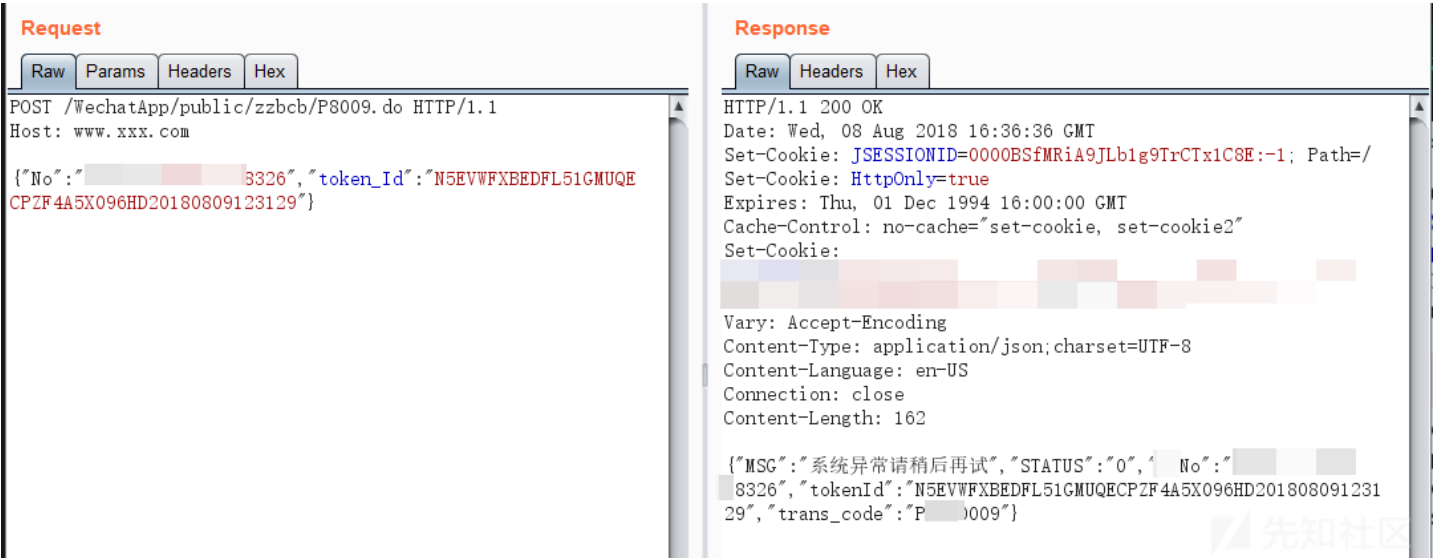 Request
Raw Params Headers Hex
POST /WechatApp/public/zzbcb/P8009.do HTTP/1.1
Host: www.xxx.com
{"No":"8326","token_Id":"N5EVWFXBEDFL51GMUQE
CPZF4A5X096HD20180809123129"}
Response
Raw Headers Hex
HTTP/1.1 200 OK
Date: Wed, 08 Aug 2018 16:36:36 GMT
Set-Cookie: JSESSIONID=0000BSfMRiA9JLb1g9TrCTx1C8E:-1; Path=/
Set-Cookie: HttpOnly=true
Expires: Thu, 01 Dec 1994 16:00:00 GMT
Cache-Control: no-cache="set-cookie, set-cookie2"
Set-Cookie:
Vary: Accept-Encoding
Content-Type: application/json;charset=UTF-8
Content-Language: en-US
Connection: close
Content-Length: 162
{"MSG":"系统异常请稍后再试","STATUS":"0"," No":"
8326","tokenId":"N5EVWFXBEDFL51GMUQECPZF4A5X096HD201808091231
29","trans_code":"P 0009"}
先知社区